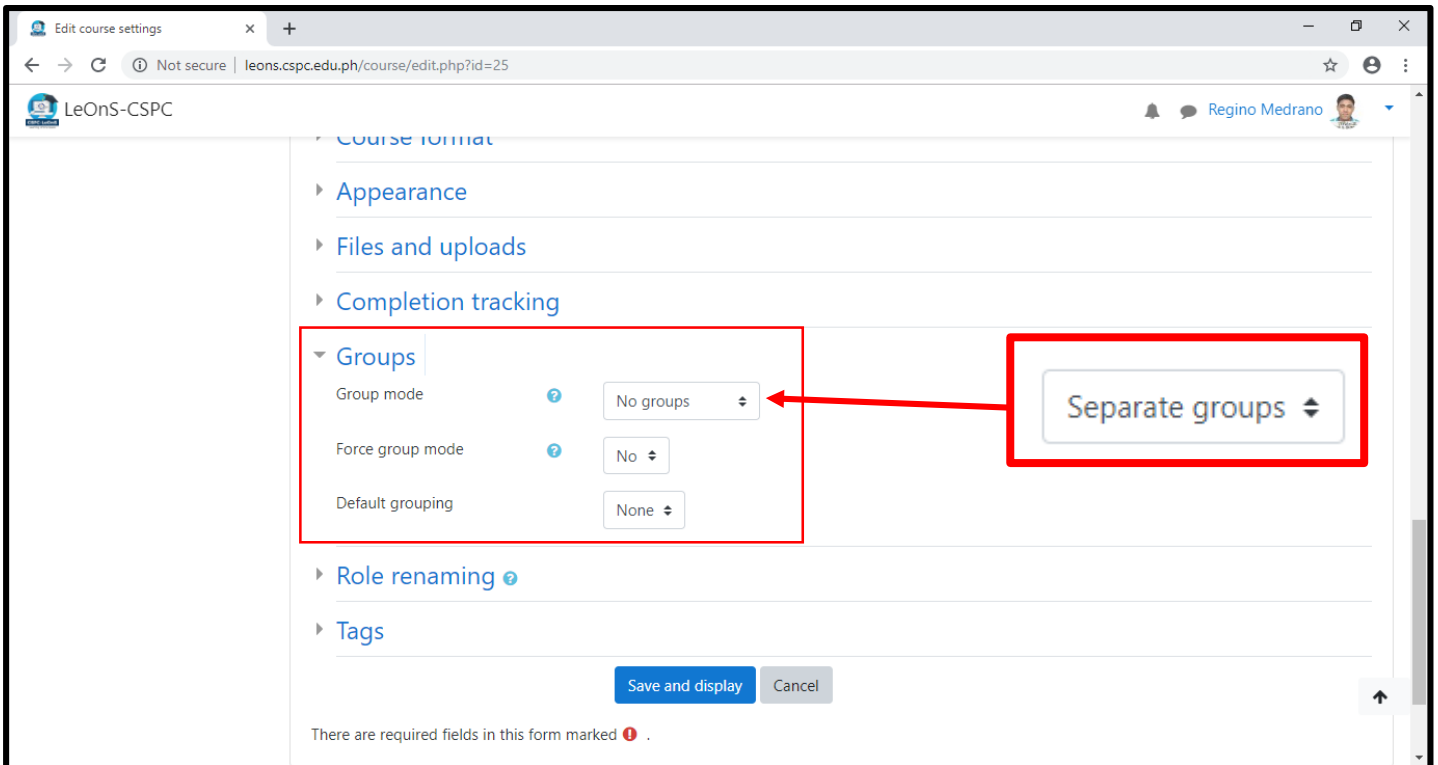 Edit course settings
Not secure | leons.cspc.edu.ph/course/edit.php?id=25
LeOnS-CSPC
Regino Medrano
Course format
Appearance
Files and uploads
Completion tracking
Groups
Group mode No groups
Separate groups
Force group mode No
Default grouping None
Role renaming
Tags
Save and display Cancel
There are required fields in this form marked .